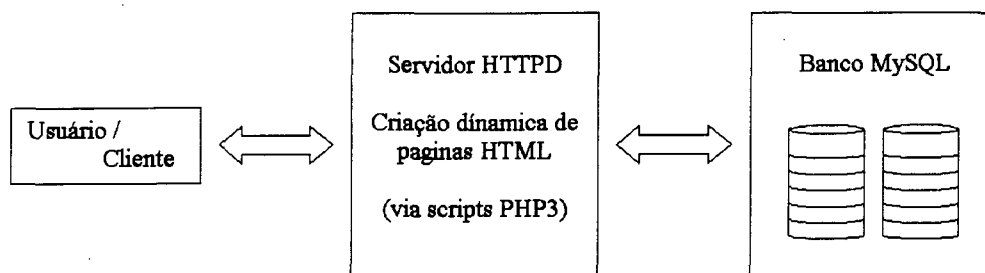 Usuário /
Cliente
Servidor HTTPD
Criação dínamica de
paginas HTML
(via scripts PHP3)
Banco MySQL